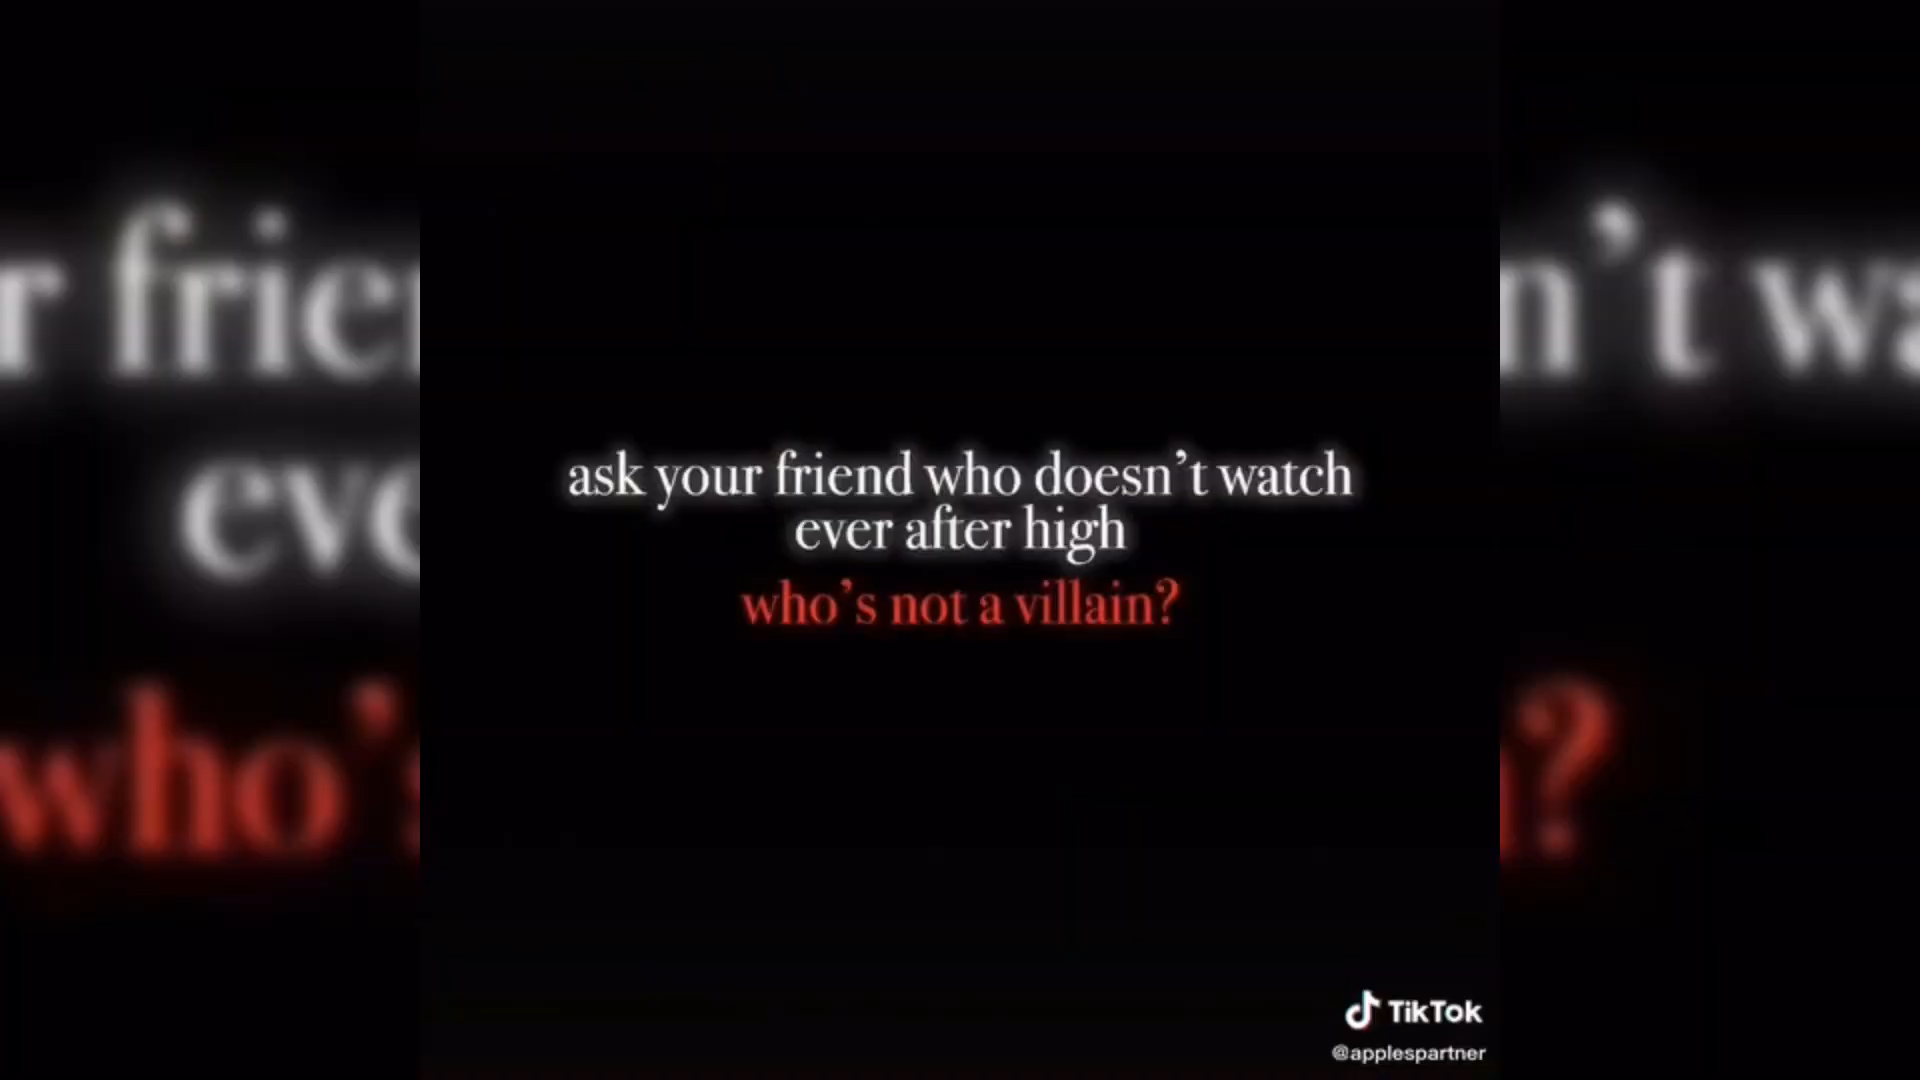 ask your friend who doesn't watch
ever after high
who's not a villain?
TikTok
@applespartner